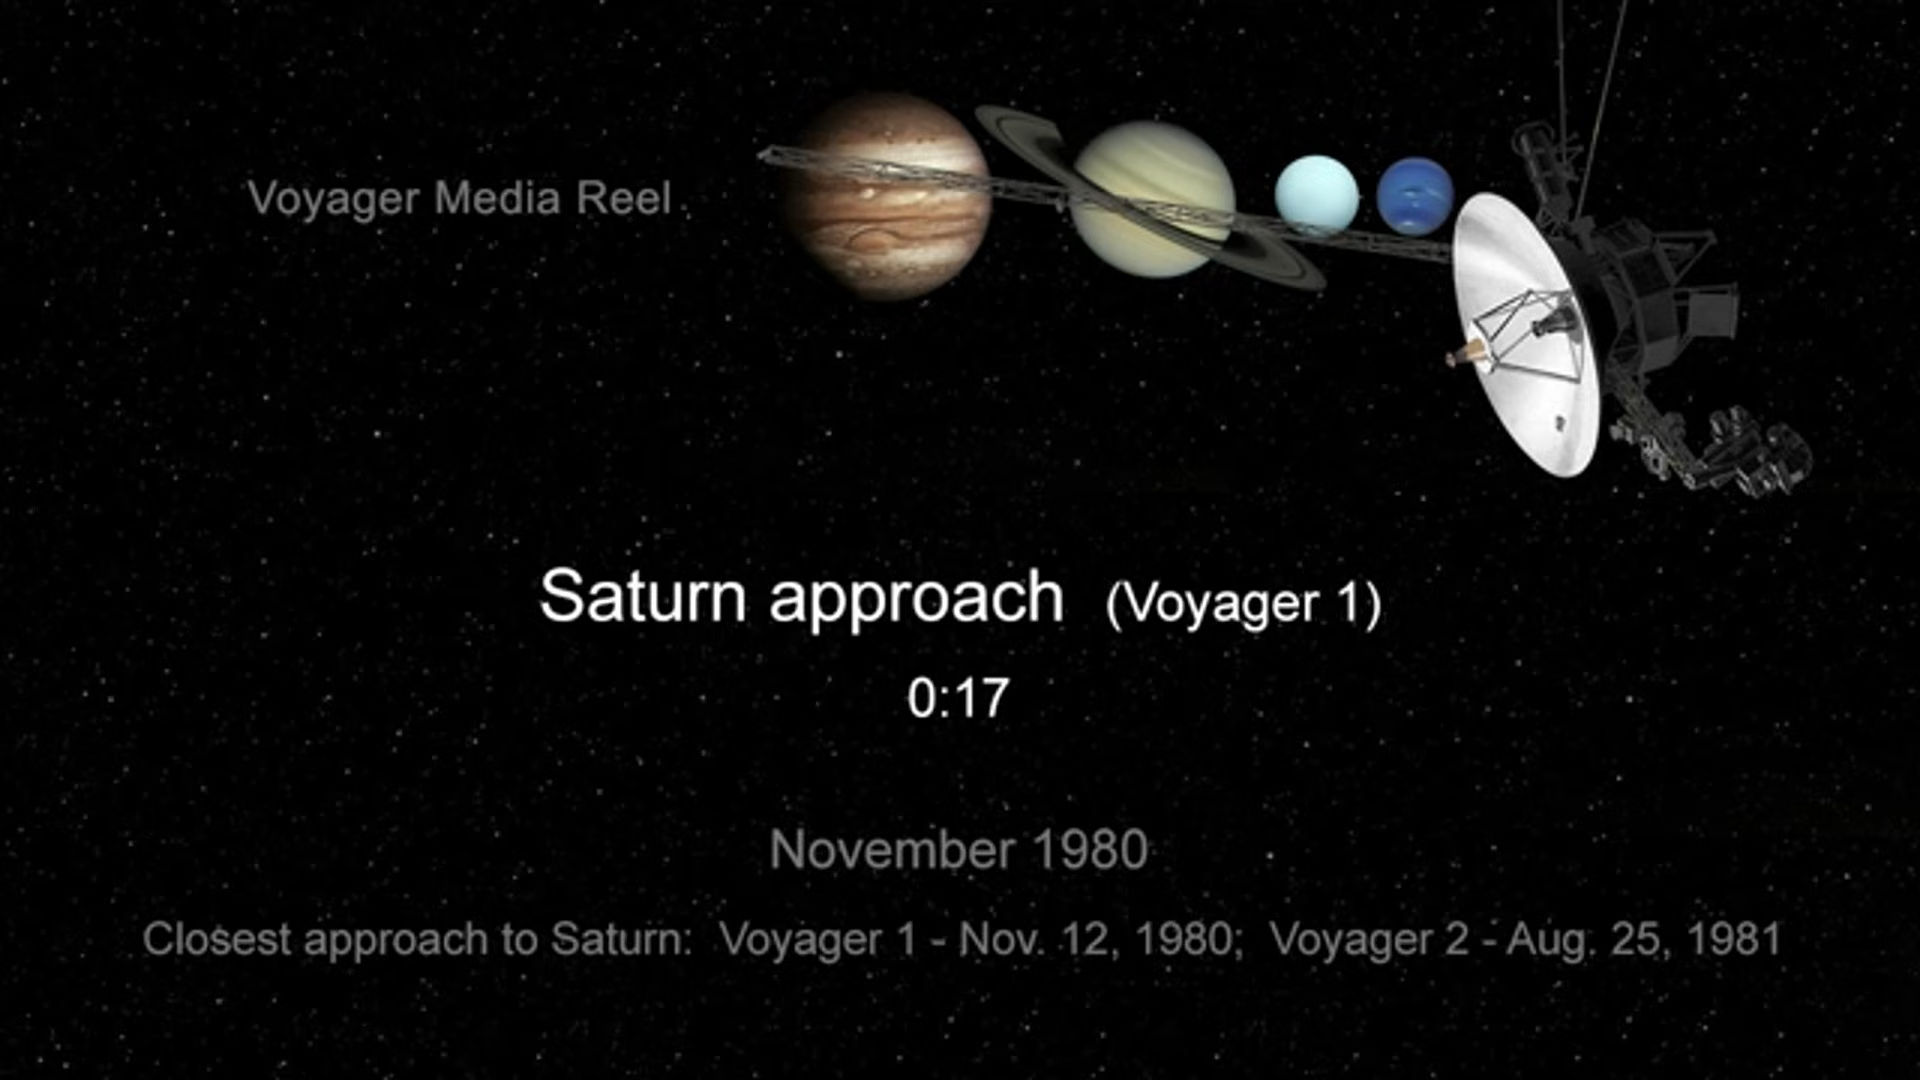 Voyager Media Reel
Saturn approach (Voyager 1)
0:17
November 1980
Closest approach to Saturn: Voyager 1 - Nov. 12, 1980; Voyager 2 - Aug. 25, 1981